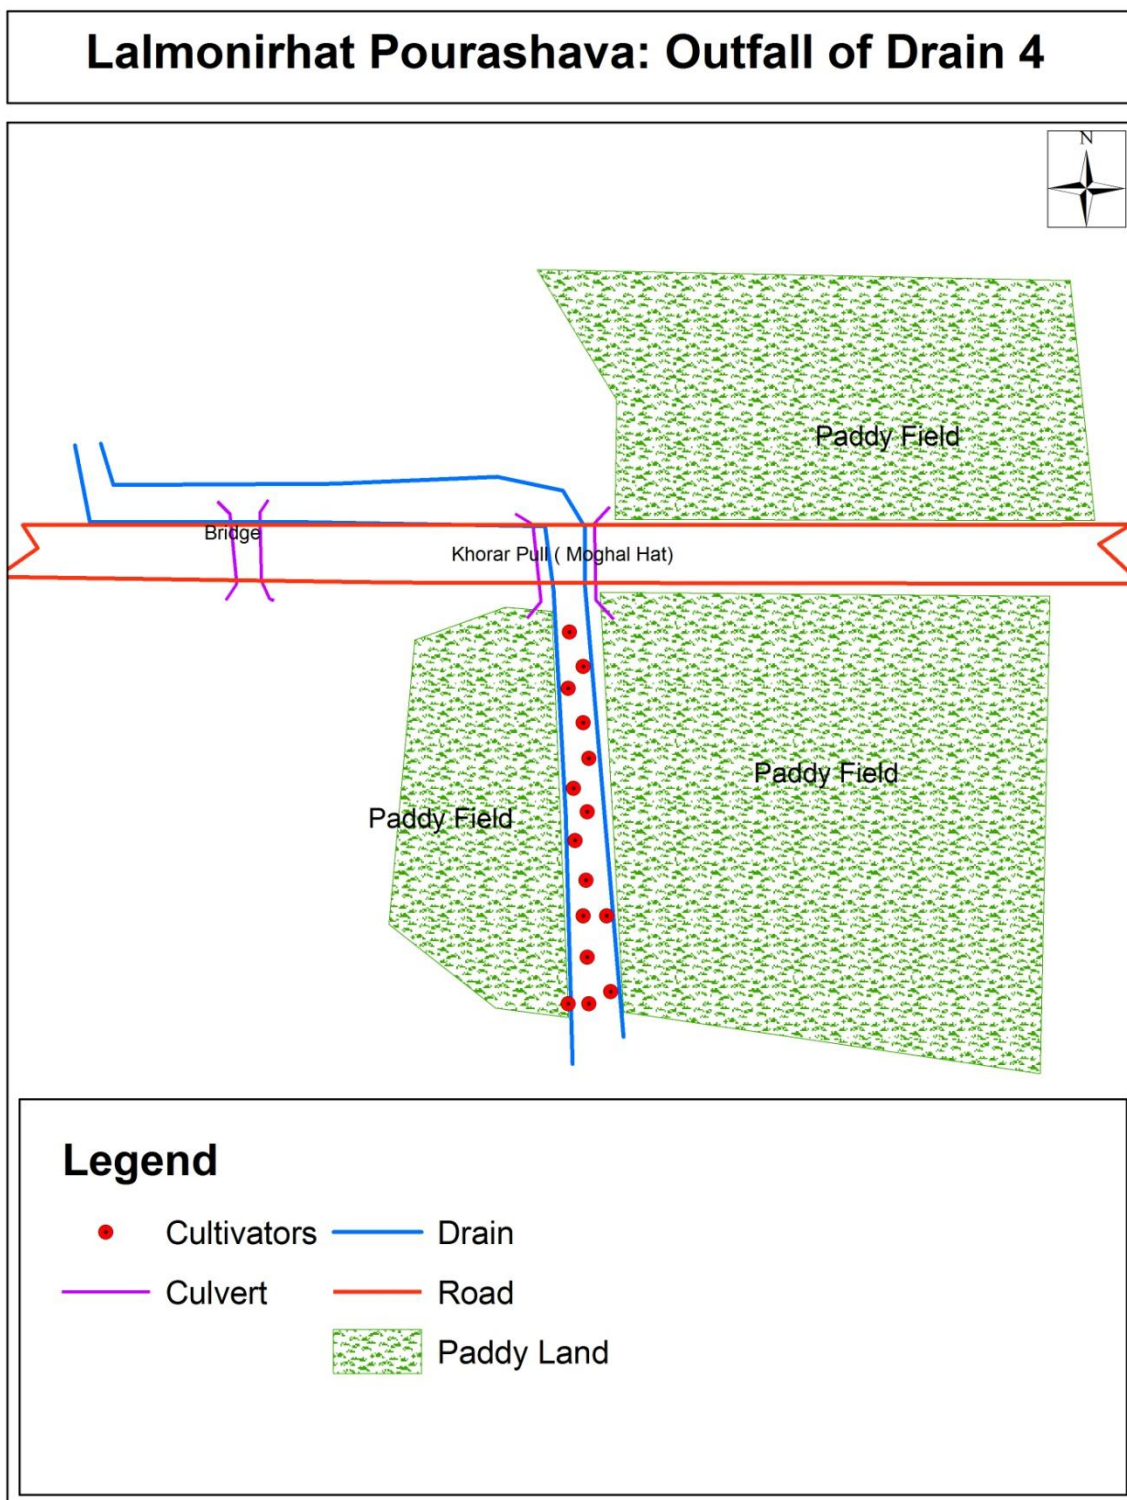 Lalmonirhat Pourashava: Outfall of Drain 4
N
Paddy Field
Bridge
Khorar Pull ( Moghal Hat)
Paddy Field
Paddy Field
Legend
Cultivators
Drain
Culvert
Road
Paddy Land